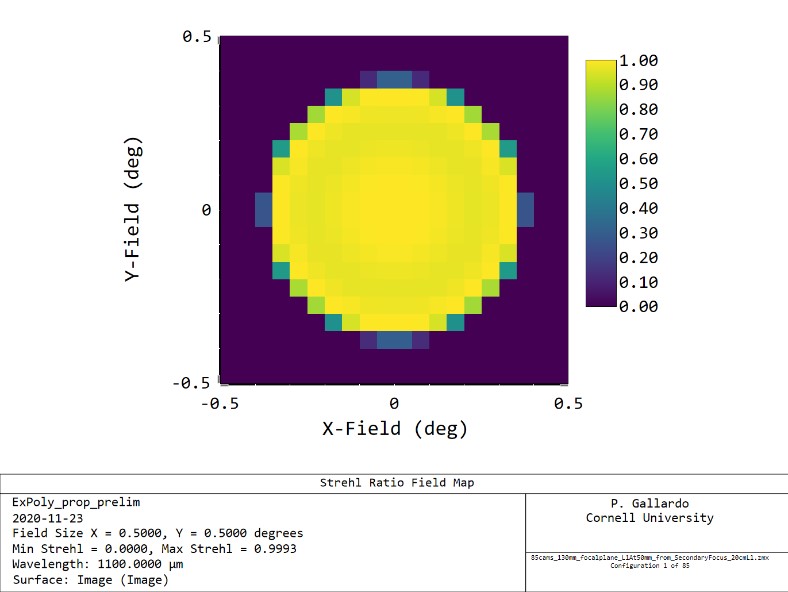 0.5
0
-0.5
Y-Field (deg)
-0.5
0
0.5
X-Field (deg)
1.00
0.90
0.80
0.70
0.60
0.50
0.40
0.30
0.20
0.10
0.00
Strehl Ratio Field Map
ExPoly_prop_prelim
2020-11-23
Field Size X = 0.5000, Y = 0.5000 degrees
Min Strehl = 0.0000, Max Strehl = 0.9993
Wavelength: 1100.0000 µm
Surface: Image (Image)
P. Gallardo
Cornell University
85cams_130mm_focalplane_L1At50mm_from_SecondaryFocus_20cmL1.zmx
Configuration 1 of 85